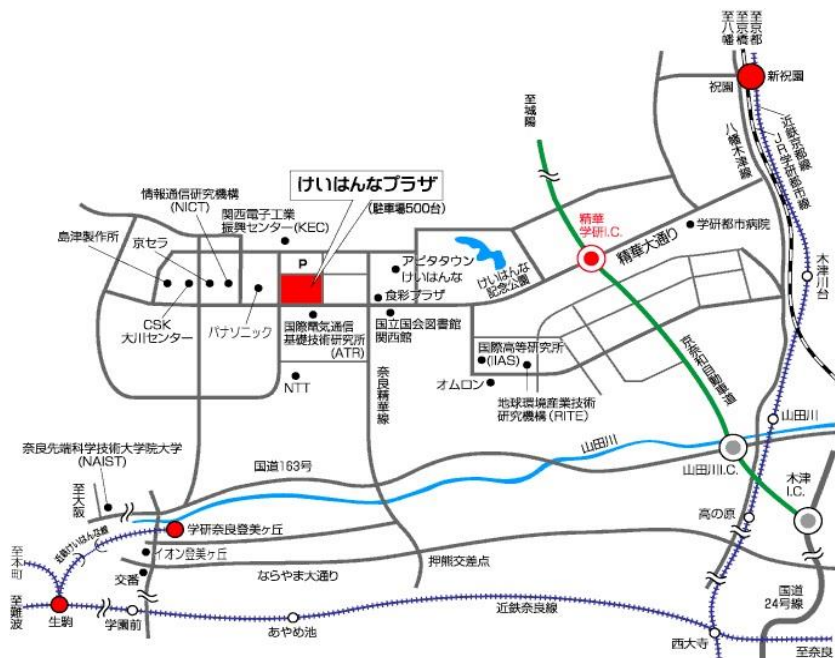 至八幡
至京橋
至京都
祝園
新祝園
近鉄京都線
JR学研都市線
八幡木津線
至城陽
けいはんなプラザ
(駐車場500台)
情報通信研究機構
(NICT)
関西電子工業
振興センター(KEC)
島津製作所
京セラ
P
アピタタウン
けいはんな
けいはんな
記念公園
精華
学研I.C.
精華大通り
学研都市病院
木津川台
食彩プラザ
CSK
大川センター
パナソニック
国際電気通信
基礎技術研究所
(ATR)
国立国会図書館
関西館
国際高等研究所
(IIAS)
京奈和自動車道
NTT
奈良精華線
オムロン
地球環境産業技術
研究機構(RITE)
山田川
山田川
山田川I.C.
奈良先端科学技術大学院大学
(NAIST)
国道163号
至大阪
木津
I.C.
高の原
学研奈良登美ヶ丘
近鉄けいはんな線
イオン登美ヶ丘
押熊交差点
至本町
交番
ならやま大通り
国道
24号線
至難波
生駒
学園前
あやめ池
近鉄奈良線
西大寺
至奈良